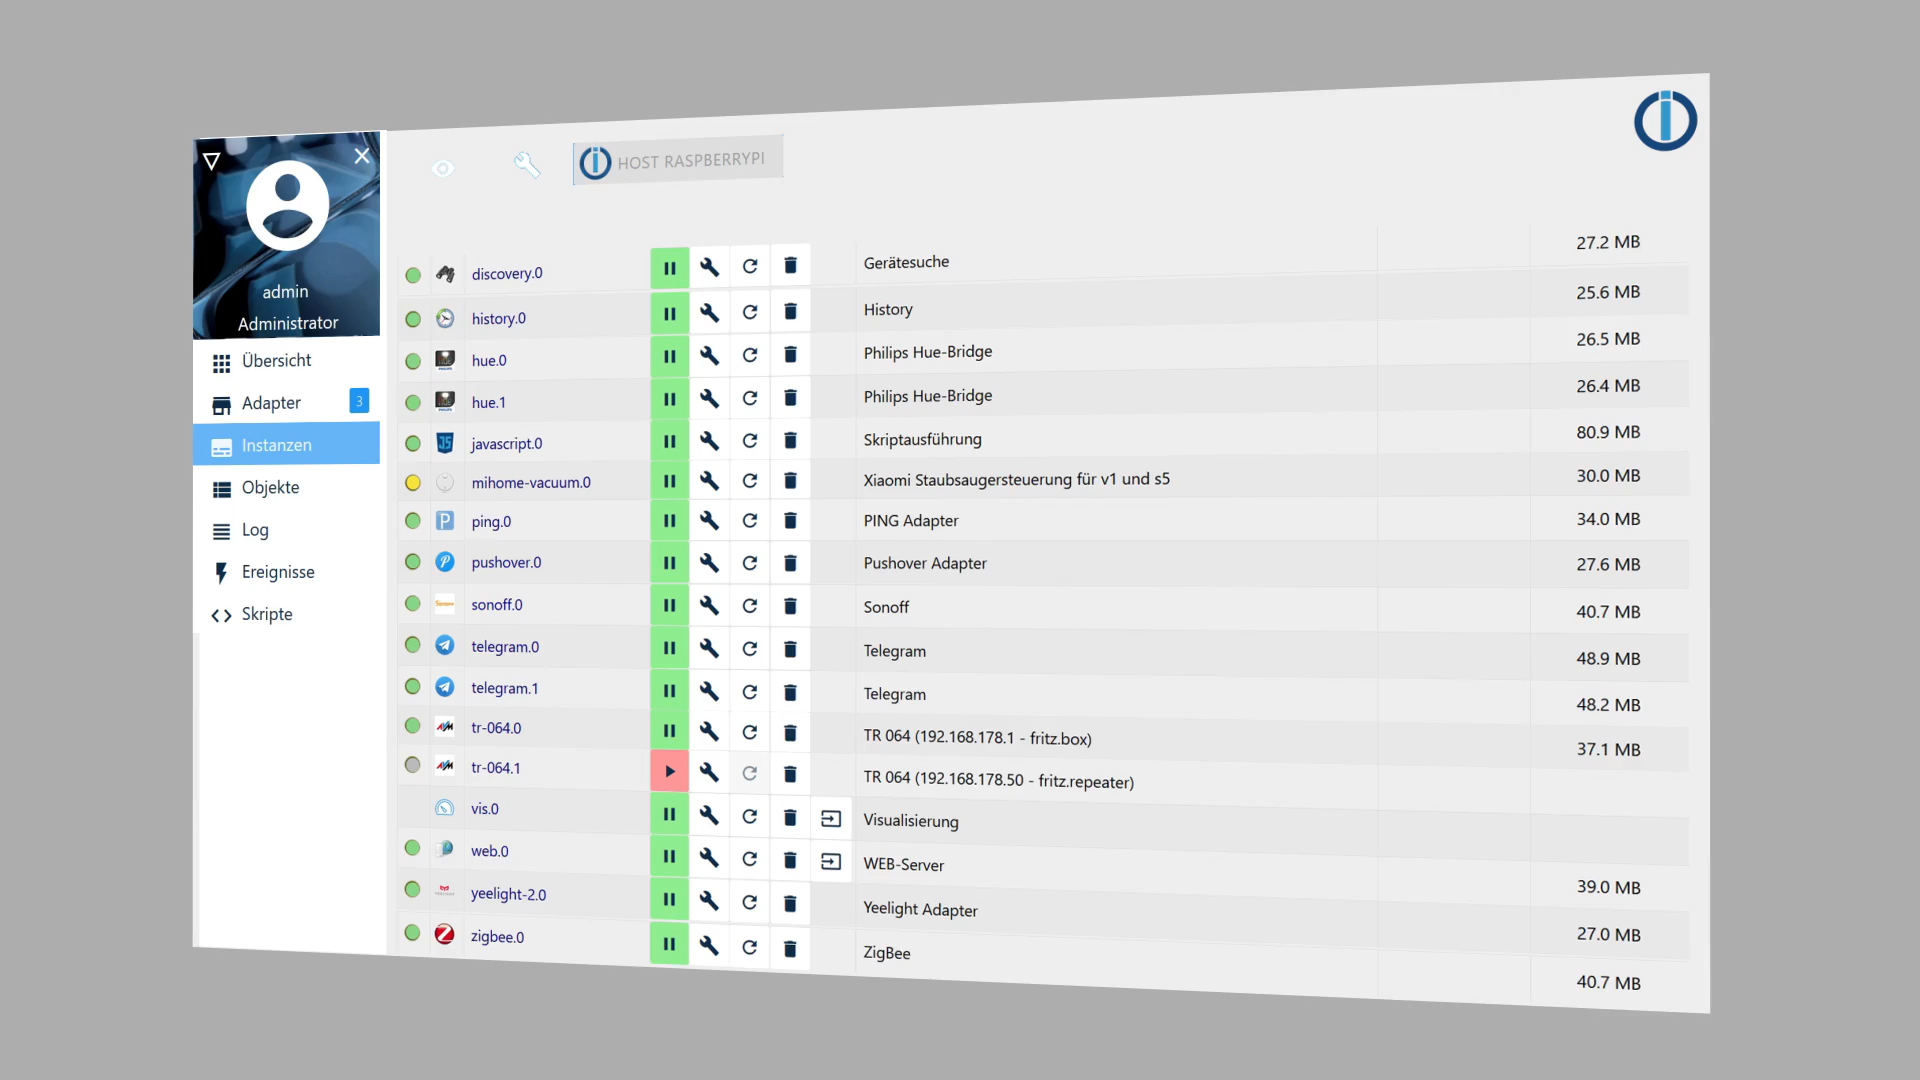 HOST RASPBERRYPI
admin
Administrator
Übersicht
Adapter 3
Instanzen
Objekte
Log
Ereignisse
Skripte
discovery.0 Gerätesuche 27.2 MB
history.0 History 25.6 MB
hue.0 Philips Hue-Bridge 26.5 MB
hue.1 Philips Hue-Bridge 26.4 MB
javascript.0 Skriptausführung 80.9 MB
mihome-vacuum.0 Xiaomi Staubsaugersteuerung für v1 und s5 30.0 MB
ping.0 PING Adapter 34.0 MB
pushover.0 Pushover Adapter 27.6 MB
sonoff.0 Sonoff 40.7 MB
telegram.0 Telegram 48.9 MB
telegram.1 Telegram 48.2 MB
tr-064.0 TR 064 (192.168.178.1 - fritz.box) 37.1 MB
tr-064.1 TR 064 (192.168.178.50 - fritz.repeater)
vis.0 Visualisierung
web.0 WEB-Server 39.0 MB
yeelight-2.0 Yeelight Adapter 27.0 MB
zigbee.0 ZigBee 40.7 MB